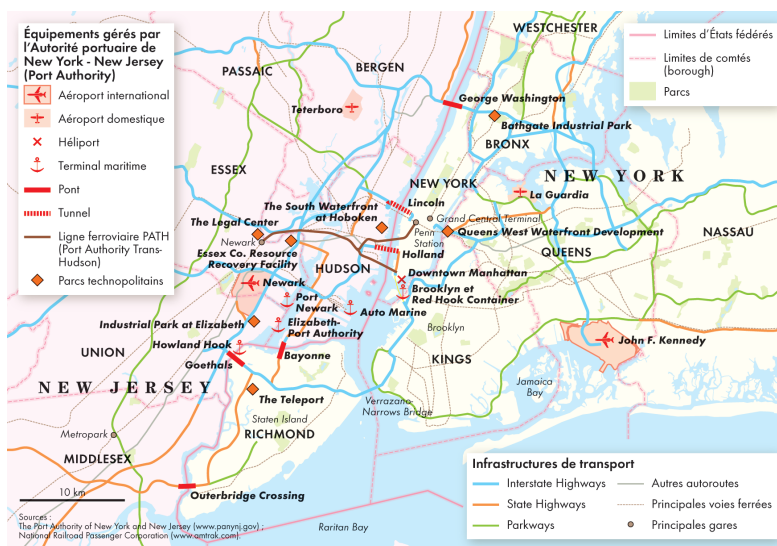 Équipements gérés par
l'Autorité portuaire de
New York - New Jersey
(Port Authority)
Aéroport international
Aéroport domestique
Héliport
Terminal maritime
Pont
Tunnel
Ligne ferroviaire PATH
(Port Authority Trans-
Hudson)
Parcs technopolitains
Limites d'États fédérés
Limites de comtés
(borough)
Parcs
WESTCHESTER
PASSAIC
BERGEN
Teterboro
George Washington
Bathgate Industrial Park
BRONX
ESSEX
NEW YORK
NEW YORK
La Guardia
The South Waterfront
at Hoboken
Lincoln
Grand Central Terminal
The Legal Center
Penn
Station
Queens West Waterfront Development
NASSAU
Newark
Essex Co. Resource
Recovery Facility
Holland
QUEENS
HUDSON
Downtown Manhattan
Newark
Brooklyn et
Red Hook Container
Port
Newark
Auto Marine
Industrial Park at Elizabeth
Elizabeth-
Port Authority
Brooklyn
John F. Kennedy
Howland Hook
UNION
Goethals
Bayonne
KINGS
NEW JERSEY
Jamaica
Bay
The Teleport
Verrazano-
Narrows Bridge
Staten Island
Metropark
RICHMOND
MIDDLESEX
10 km
Outerbridge Crossing
Raritan Bay
Sources :
The Port Authority of New York and New Jersey (www.panynj.gov) ;
National Railroad Passenger Corporation (www.amtrak.com).
Infrastructures de transport
Interstate Highways
State Highways
Parkways
Autres autoroutes
Principales voies ferrées
Principales gares